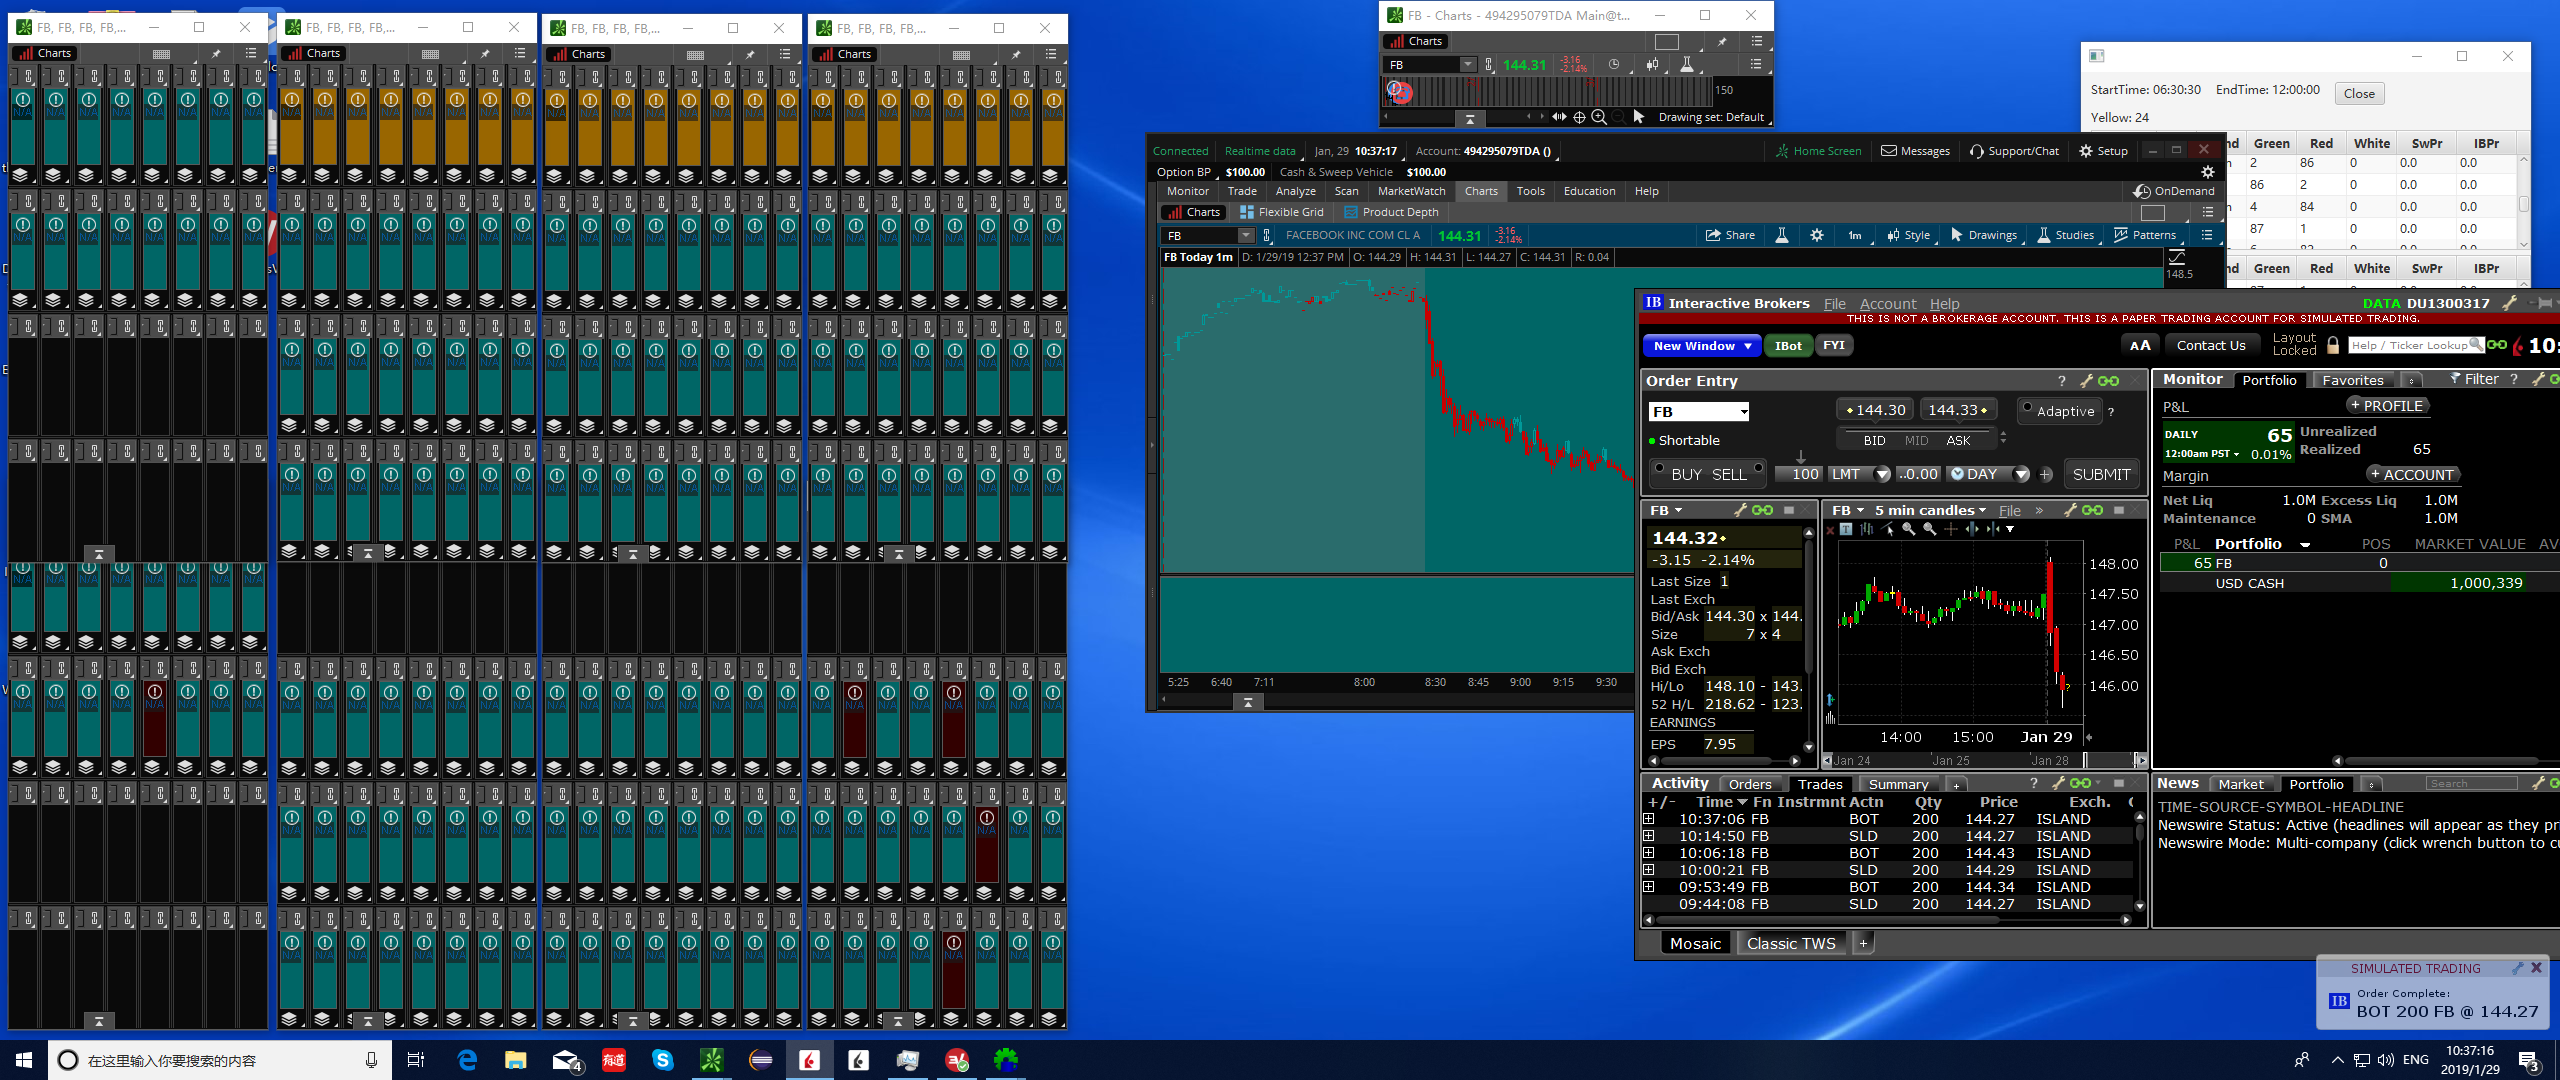 FB, FB, FB, FB,...
Charts
FB, FB, FB, FB,...
Charts
FB, FB, FB, FB,...
Charts
FB, FB, FB, FB,...
Charts
FB - Charts - 494295079TDA Main@t...
Charts
FB 144.31 -3.16 -2.14%
150
Drawing set: Default
StartTime: 06:30:30 EndTime: 12:00:00 Close
Yellow: 24
Green Red White SwPr IBPr
2 86 0 0.0 0.0
86 2 0 0.0 0.0
4 84 0 0.0 0.0
87 1 0 0.0 0.0
Green Red White SwPr IBPr
Connected Realtime data Jan, 29 10:37:17 Account: 494295079TDA () Home Screen Messages Support/Chat Setup
Option BP $100.00 Cash & Sweep Vehicle $100.00
Monitor Trade Analyze Scan MarketWatch Charts Tools Education Help OnDemand
Charts Flexible Grid Product Depth
FB FACEBOOK INC COM CL A 144.31 -3.16 -2.14% Share 1m Style Drawings Studies Patterns
FB Today 1m D: 1/29/19 12:37 PM O: 144.29 H: 144.31 L: 144.27 C: 144.31 R: 0.04
148.5
5:25 6:40 7:11 8:00 8:30 8:45 9:00 9:15 9:30
IB Interactive Brokers File Account Help DATA DU1300317
THIS IS NOT A BROKERAGE ACCOUNT. THIS IS A PAPER TRADING ACCOUNT FOR SIMULATED TRADING.
New Window IBot FYI AA Contact Us Layout Locked Help / Ticker Lookup 10:
Order Entry
FB 144.30 144.33 Adaptive ?
Shortable BID MID ASK
BUY SELL 100 LMT ..0.00 DAY + SUBMIT
FB
144.32
-3.15 -2.14%
Last Size 1
Last Exch
Bid/Ask 144.30 x 144.
Size 7 x 4
Ask Exch
Bid Exch
Hi/Lo 148.10 - 143.
52 H/L 218.62 - 123.
EARNINGS
EPS 7.95
FB 5 min candles File »
148.00
147.50
147.00
146.50
146.00
14:00 15:00 Jan 29
Jan 24 Jan 25 Jan 28
Monitor Portfolio Favorites Filter ?
P&L + PROFILE
DAILY 65 Unrealized
12:00am PST 0.01% Realized 65
Margin + ACCOUNT
Net Liq 1.0M Excess Liq 1.0M
Maintenance 0 SMA 1.0M
P&L Portfolio POS MARKET VALUE AV
65 FB 0
USD CASH 1,000,339
Activity Orders Trades Summary +
+/- Time Fn Instrmnt Actn Qty Price Exch.
10:37:06 FB BOT 200 144.27 ISLAND
10:14:50 FB SLD 200 144.27 ISLAND
10:06:18 FB BOT 200 144.43 ISLAND
10:00:21 FB SLD 200 144.29 ISLAND
09:53:49 FB BOT 200 144.34 ISLAND
09:44:08 FB SLD 200 144.27 ISLAND
News Market Portfolio Search
TIME-SOURCE-SYMBOL-HEADLINE
Newswire Status: Active (headlines will appear as they pri
Newswire Mode: Multi-company (click wrench button to cu
Mosaic Classic TWS +
SIMULATED TRADING
IB Order Complete:
BOT 200 FB @ 144.27
在这里输入你要搜索的内容
4
有道
ENG
10:37:16
2019/1/29
3